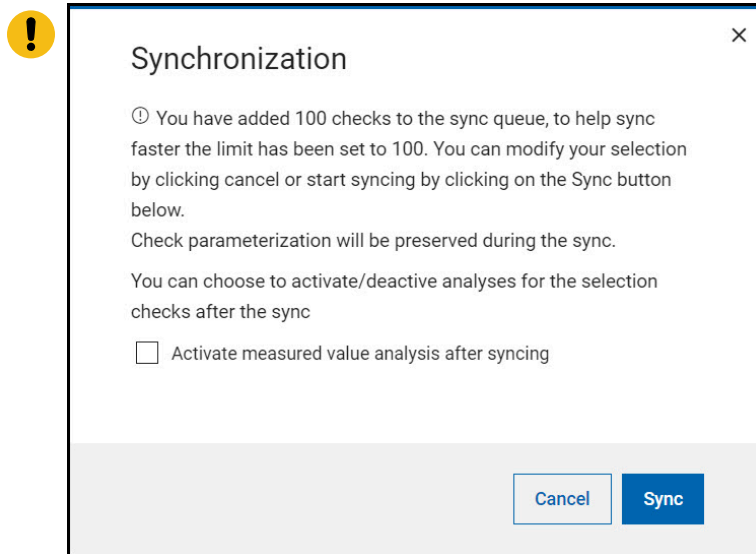 Synchronization
You have added 100 checks to the sync queue, to help sync
faster the limit has been set to 100. You can modify your selection
by clicking cancel or start syncing by clicking on the Sync button
below.
Check parameterization will be preserved during the sync.
You can choose to activate/deactive analyses for the selection
checks after the sync
Activate measured value analysis after syncing
Cancel Sync